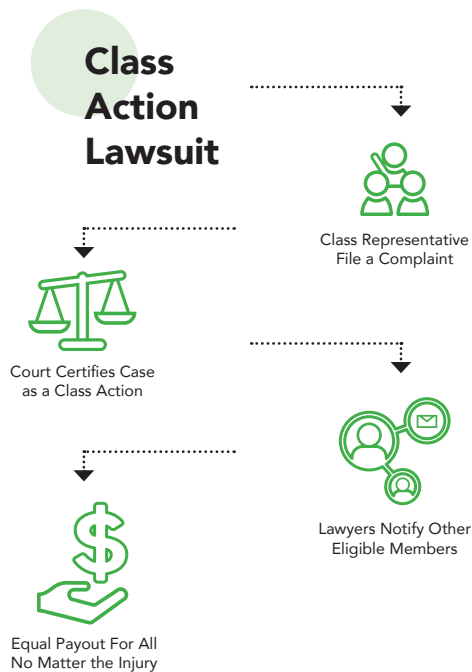 Class
Action
Lawsuit
Class Representative
File a Complaint
Court Certifies Case
as a Class Action
Lawyers Notify Other
Eligible Members
Equal Payout For All
No Matter the Injury